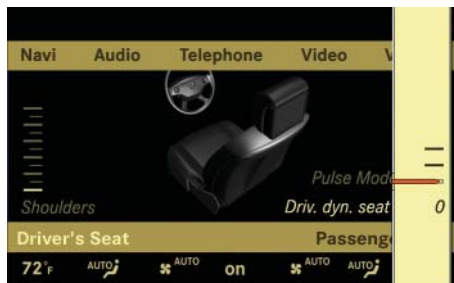 Navi Audio Telephone Video V
Pulse Mod
Shoulders Driv. dyn. seat 0
Driver's Seat Passeng
72°F AUTO AUTO on AUTO AUTO